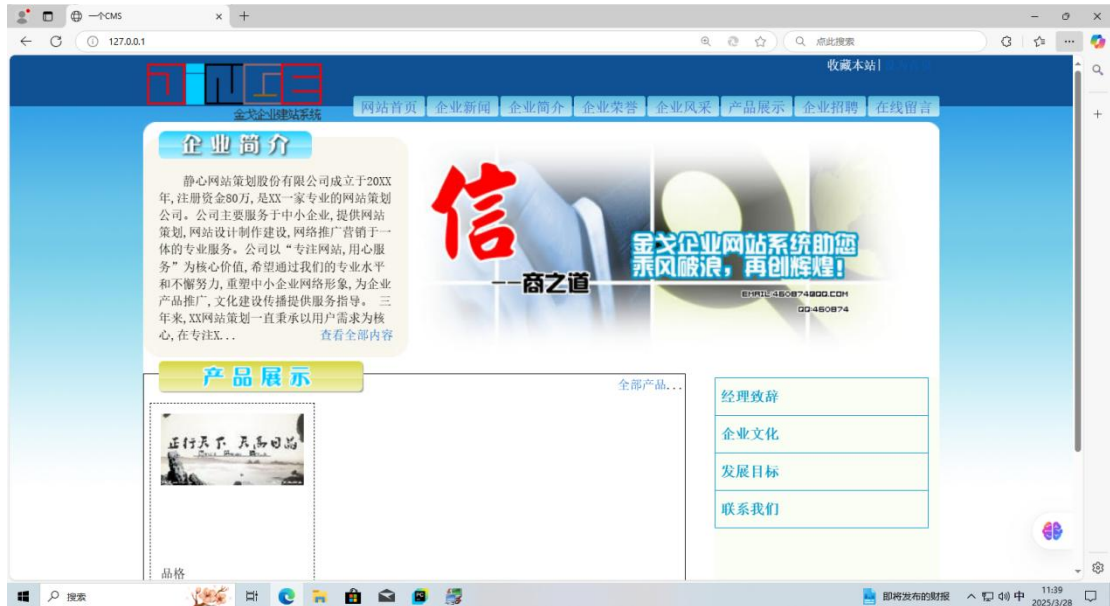 一个CMS
127.0.0.1
点此搜索
收藏本站|
金戈企业建站系统
网站首页 企业新闻 企业简介 企业荣誉 企业风采 产品展示 企业招聘 在线留言
企业简介
静心网站策划股份有限公司成立于20XX
年,注册资金80万,是XX一家专业的网站策划
公司。公司主要服务于中小企业,提供网站
策划,网站设计制作建设,网络推广营销于一
体的专业服务。公司以“专注网站,用心服
务”为核心价值,希望通过我们的专业水平
和不懈努力,重塑中小企业网络形象,为企业
产品推广,文化建设传播提供服务指导。 三
年来,XX网站策划一直秉承以用户需求为核
心,在专注X... 查看全部内容
信
--商之道
金戈企业网站系统助您
乘风破浪，再创辉煌！
EMAIL:460874@QQ.COM
QQ:460874
产品展示
全部产品...
正行天下
品格
经理致辞
企业文化
发展目标
联系我们
搜索
即将发布的财报
中
11:39
2025/3/28